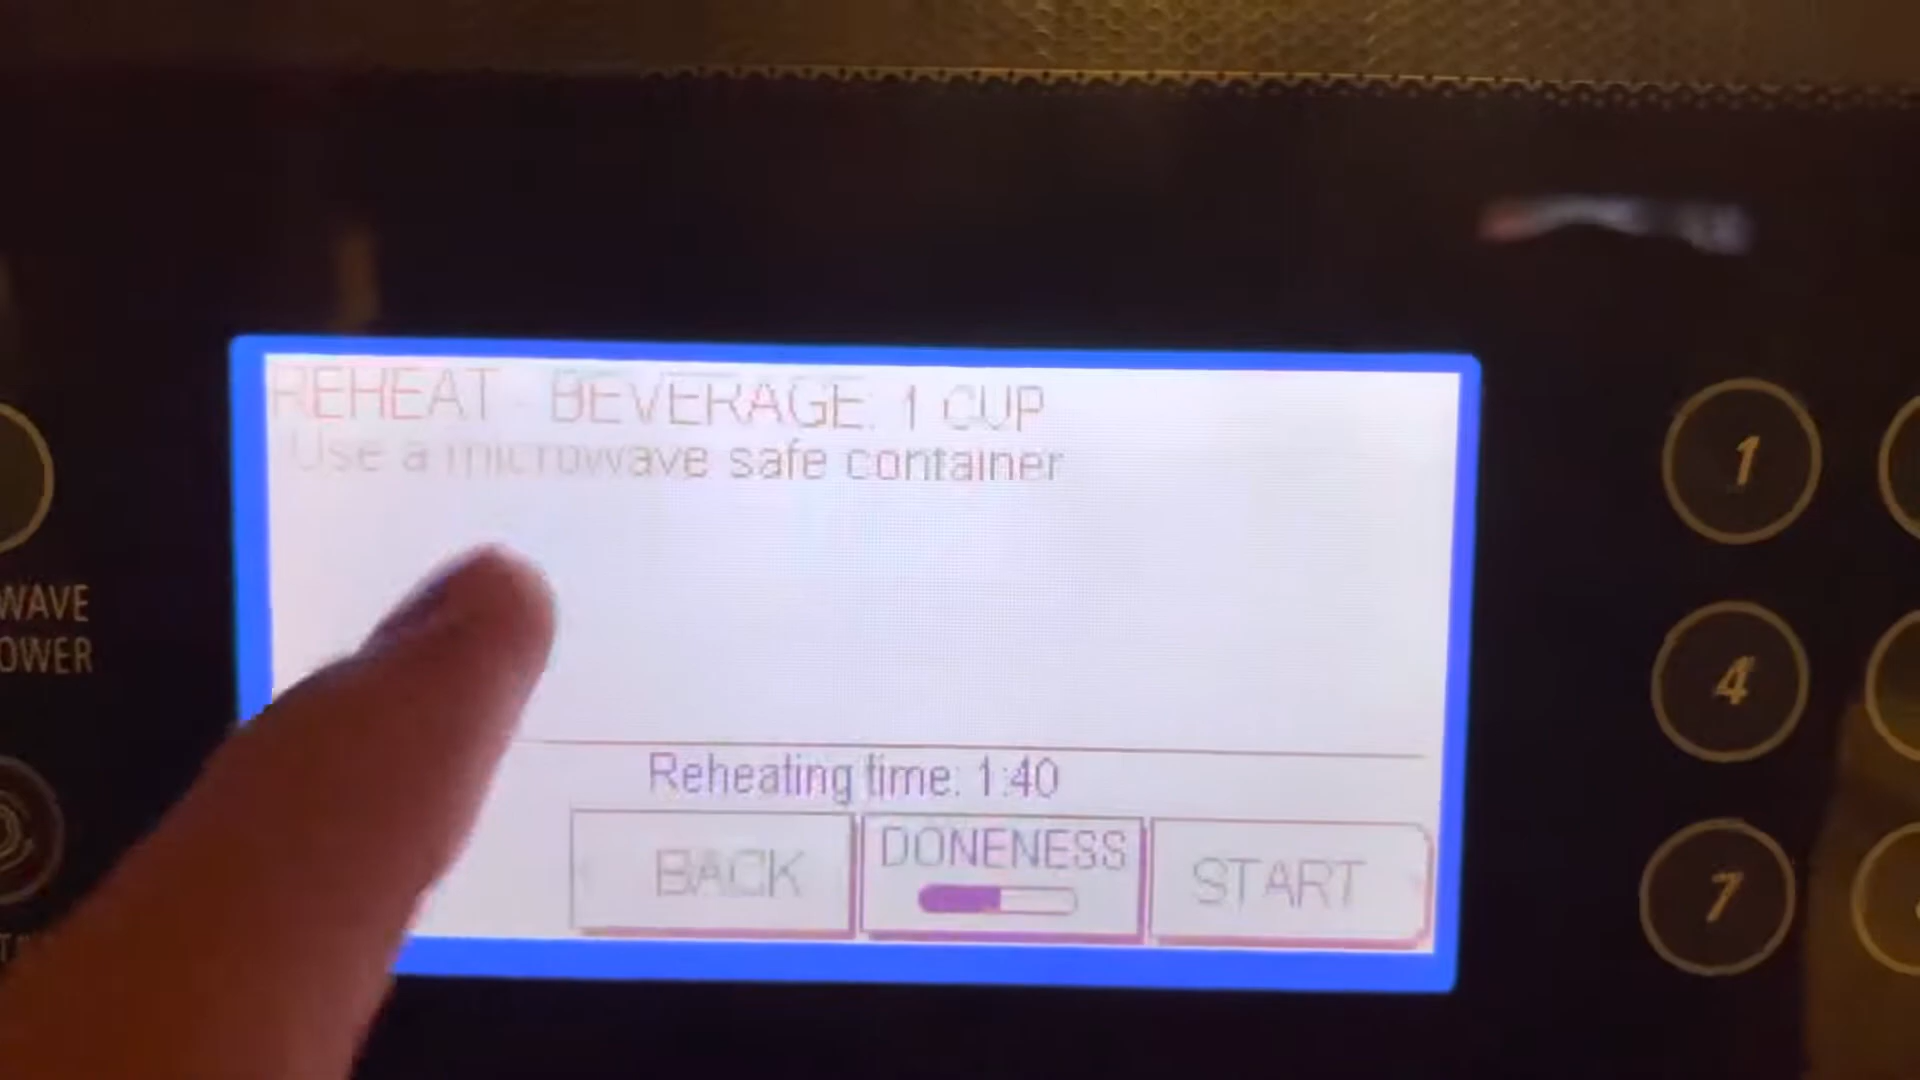 REHEAT - BEVERAGE: 1 CUP
Use a microwave safe container
Reheating time: 1:40
BACK
DONENESS
START
WAVE
OWER
1
4
7